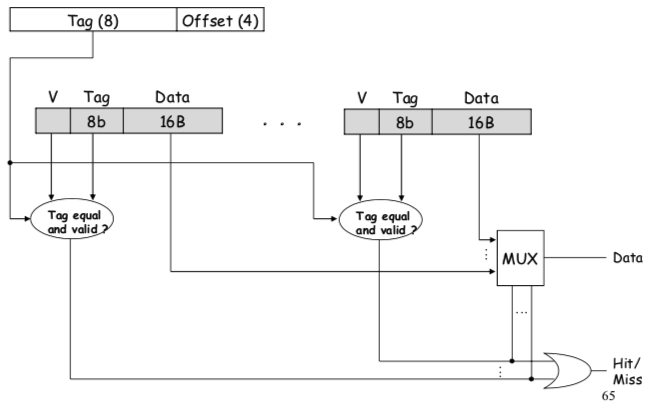 Tag (8) Offset (4)
V Tag Data V Tag Data
8b 16B . . . 8b 16B
Tag equal Tag equal
and valid ? and valid ?
MUX Data
...
...
Hit/
... Miss
65